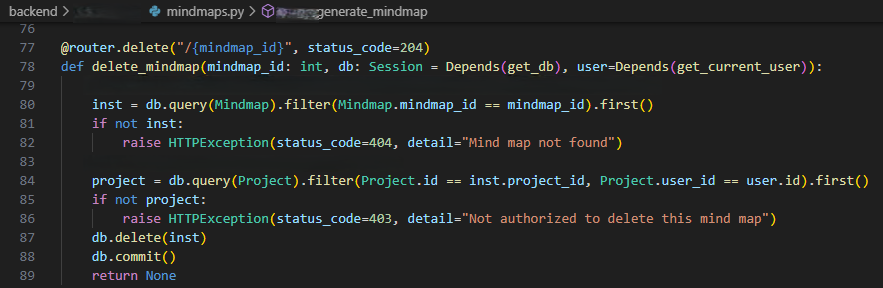 backend > > mindmaps.py > generate_mindmap
76
77 @router.delete("/{mindmap_id}", status_code=204)
78 def delete_mindmap(mindmap_id: int, db: Session = Depends(get_db), user=Depends(get_current_user)):
79
80 inst = db.query(Mindmap).filter(Mindmap.mindmap_id == mindmap_id).first()
81 if not inst:
82 raise HTTPException(status_code=404, detail="Mind map not found")
83
84 project = db.query(Project).filter(Project.id == inst.project_id, Project.user_id == user.id).first()
85 if not project:
86 raise HTTPException(status_code=403, detail="Not authorized to delete this mind map")
87 db.delete(inst)
88 db.commit()
89 return None